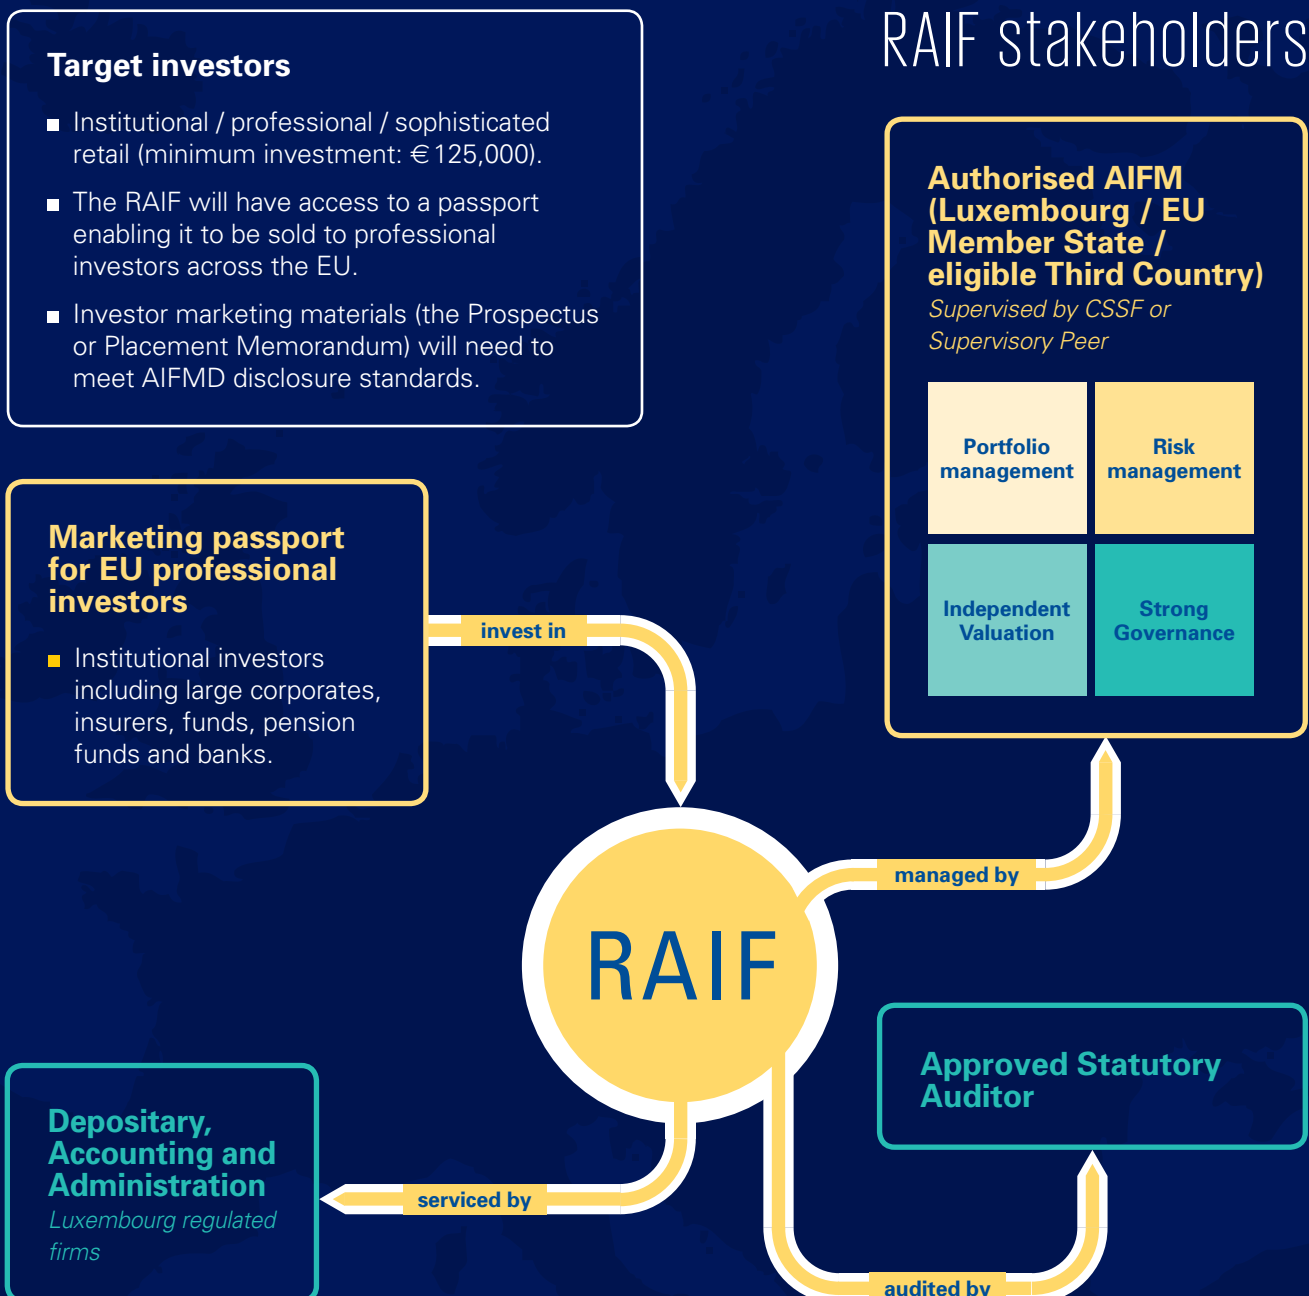 RAIF stakeholders
Target investors
Institutional / professional / sophisticated
retail (minimum investment: €125,000).
The RAIF will have access to a passport
enabling it to be sold to professional
investors across the EU.
Investor marketing materials (the Prospectus
or Placement Memorandum) will need to
meet AIFMD disclosure standards.
Authorised AIFM
(Luxembourg / EU
Member State /
eligible Third Country)
Supervised by CSSF or
Supervisory Peer
Portfolio
management
Risk
management
Independent
Valuation
Strong
Governance
Marketing passport
for EU professional
investors
Institutional investors
including large corporates,
insurers, funds, pension
funds and banks.
invest in
managed by
RAIF
Approved Statutory
Auditor
Depositary,
Accounting and
Administration
Luxembourg regulated
firms
serviced by
audited by